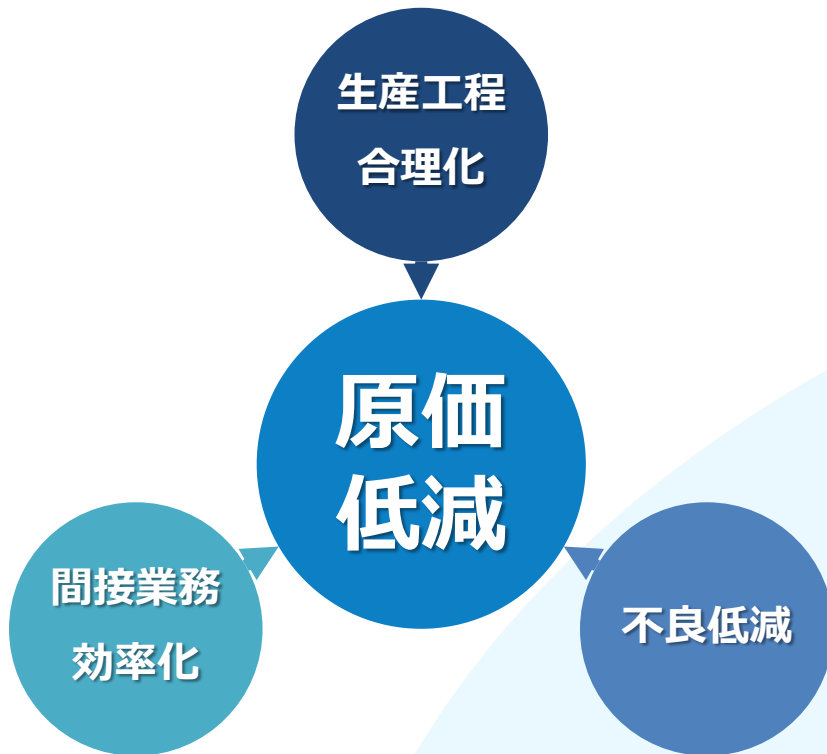 生産工程
合理化
原価
低減
間接業務
効率化
不良低減